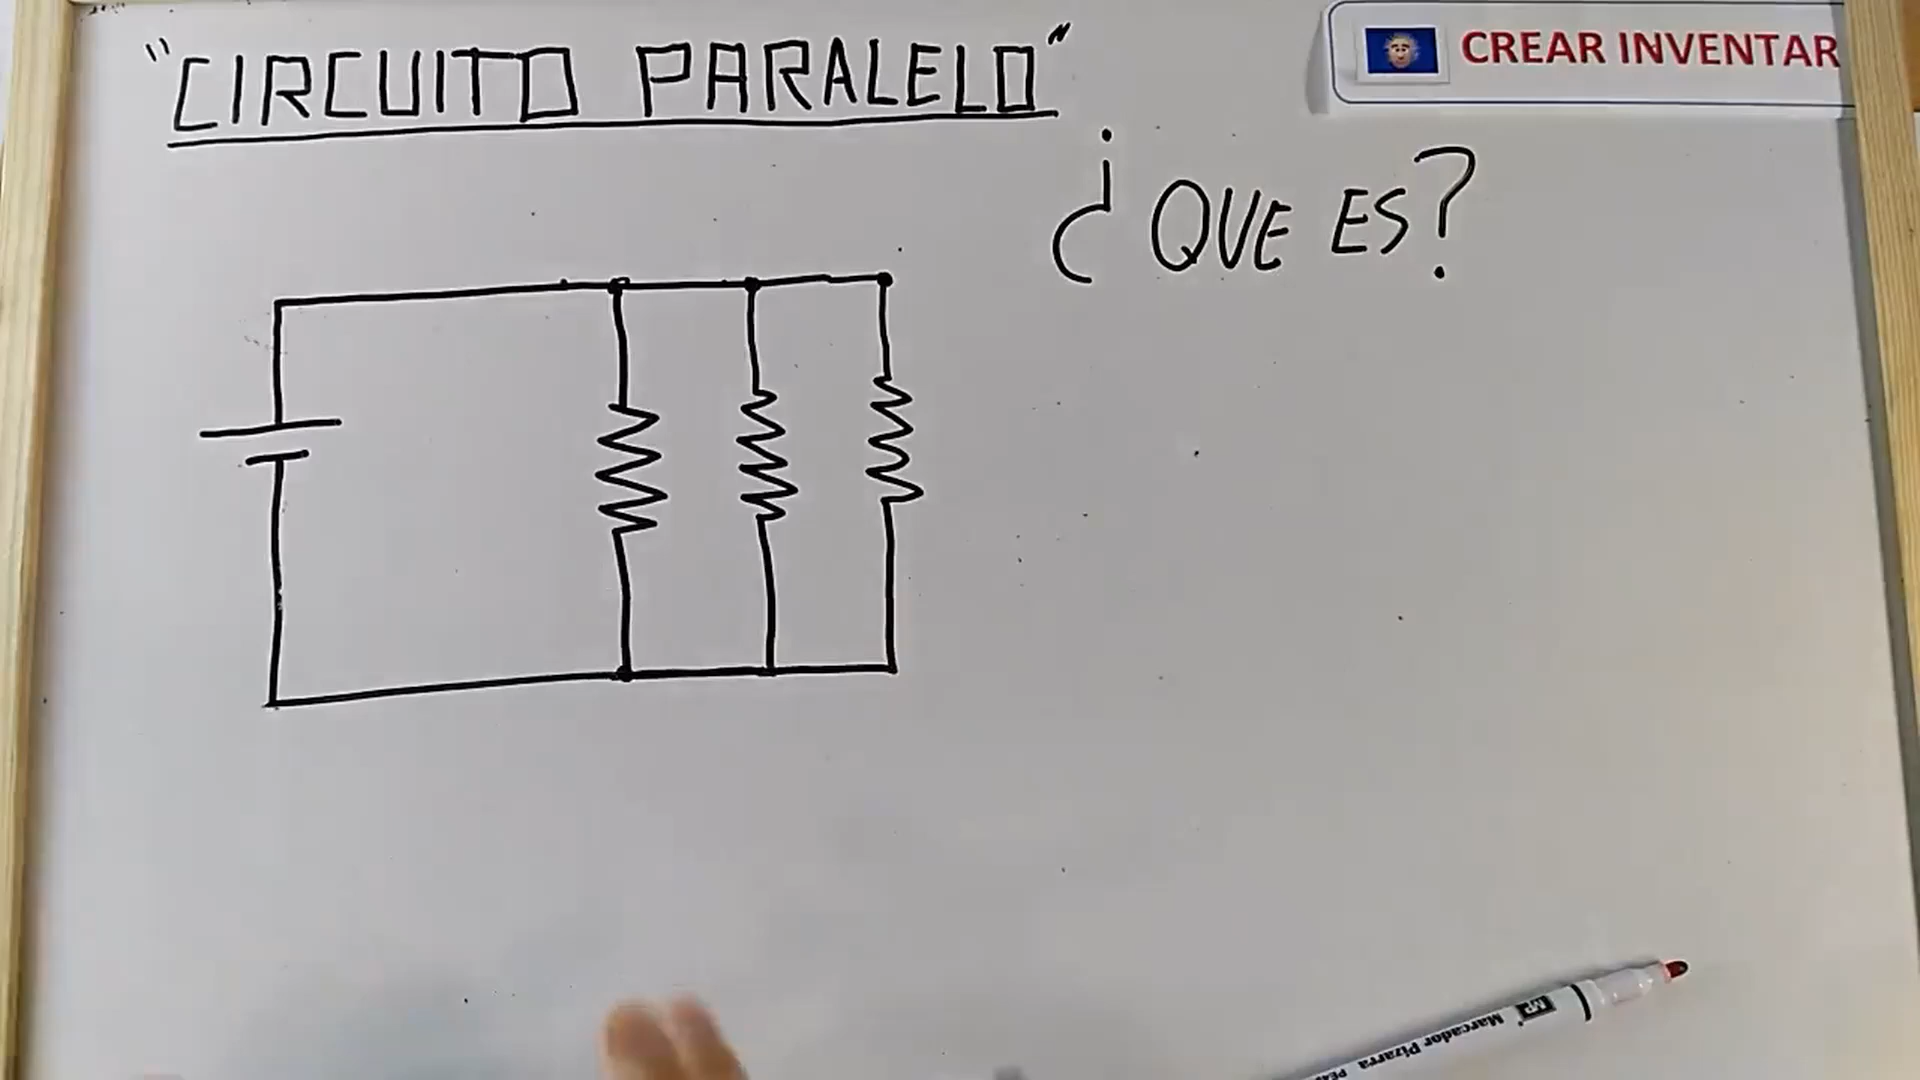 "CIRCUITO PARALELO"
CREAR INVENTAR
¿QUE ES?
Marcador Pizarra